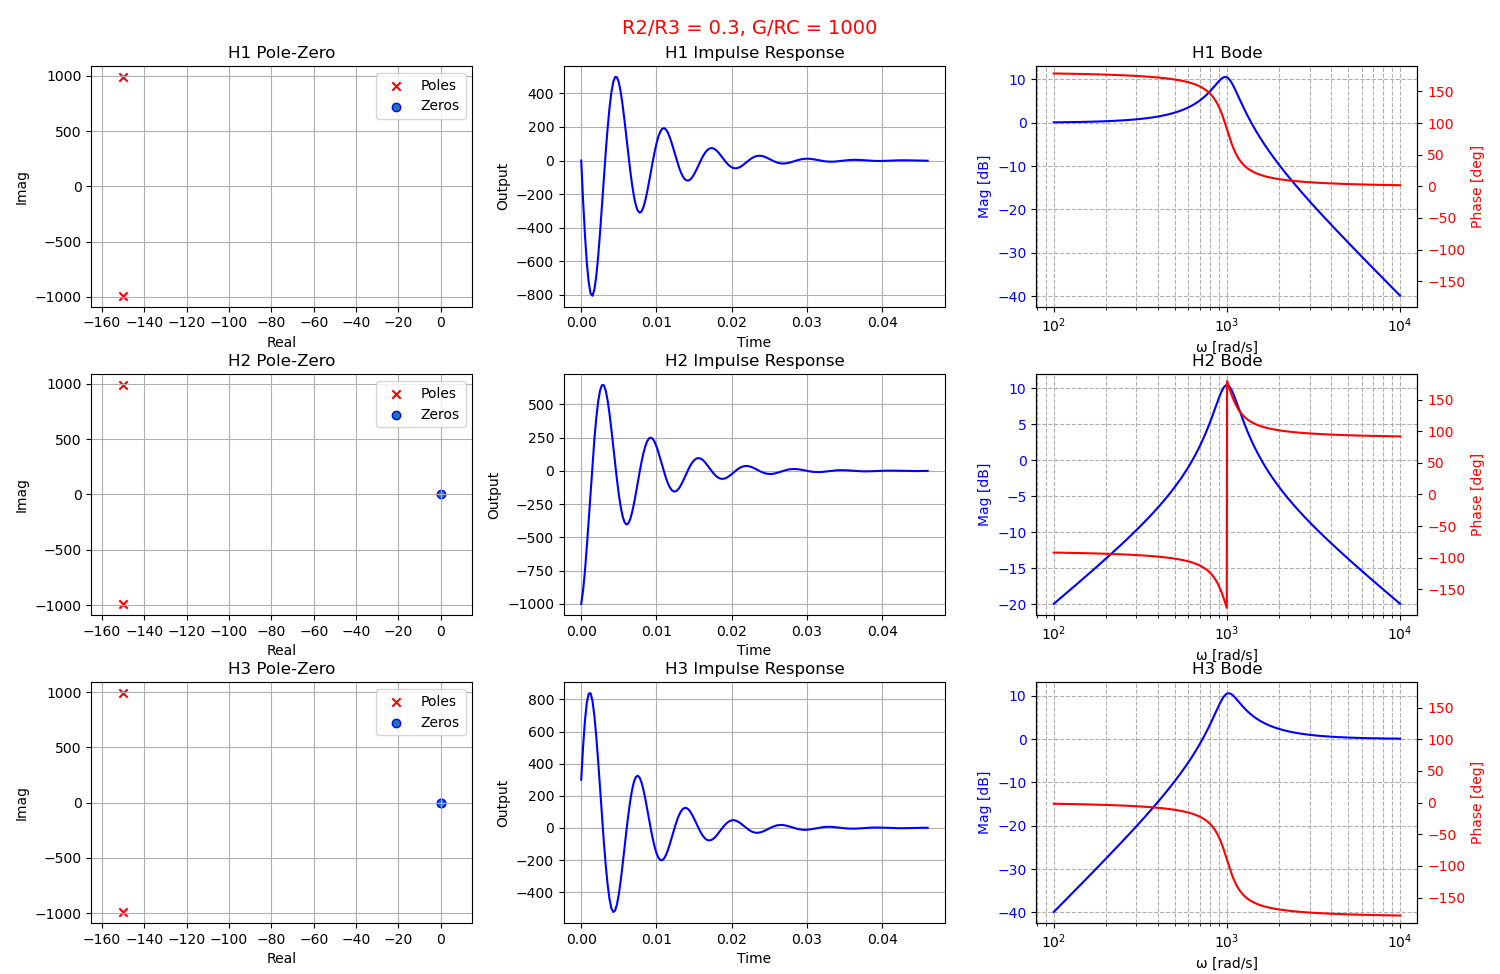 R2/R3 = 0.3, G/RC = 1000
H1 Pole-Zero
1000
500
0
−500
−1000
Imag
−160 −140 −120 −100 −80 −60 −40 −20 0
Real
Poles
Zeros
H1 Impulse Response
400
200
0
−200
−400
−600
−800
Output
0.00 0.01 0.02 0.03 0.04
Time
H1 Bode
10
0
−10
−20
−30
−40
Mag [dB]
10² 10³ 10⁴
ω [rad/s]
150
100
50
0
−50
−100
−150
Phase [deg]
H2 Pole-Zero
1000
500
0
−500
−1000
Imag
−160 −140 −120 −100 −80 −60 −40 −20 0
Real
Poles
Zeros
H2 Impulse Response
500
250
0
−250
−500
−750
−1000
Output
0.00 0.01 0.02 0.03 0.04
Time
H2 Bode
10
5
0
−5
−10
−15
−20
Mag [dB]
10² 10³ 10⁴
ω [rad/s]
150
100
50
0
−50
−100
−150
Phase [deg]
H3 Pole-Zero
1000
500
0
−500
−1000
Imag
−160 −140 −120 −100 −80 −60 −40 −20 0
Real
Poles
Zeros
H3 Impulse Response
800
600
400
200
0
−200
−400
Output
0.00 0.01 0.02 0.03 0.04
Time
H3 Bode
10
0
−10
−20
−30
−40
Mag [dB]
10² 10³ 10⁴
ω [rad/s]
150
100
50
0
−50
−100
−150
Phase [deg]